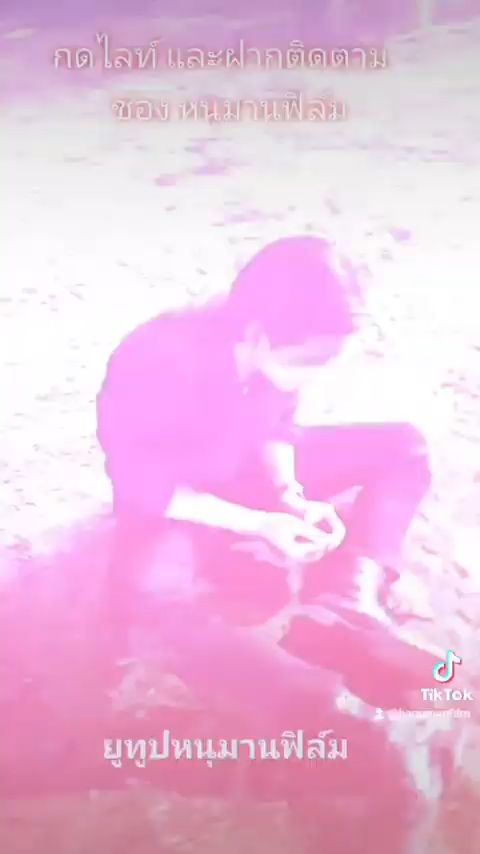 กดไลท์ และฝากติดตาม
ช่อง หนุมานฟิล์ม
TikTok
@hanumanfilm
ยูทูปหนุมานฟิล์ม